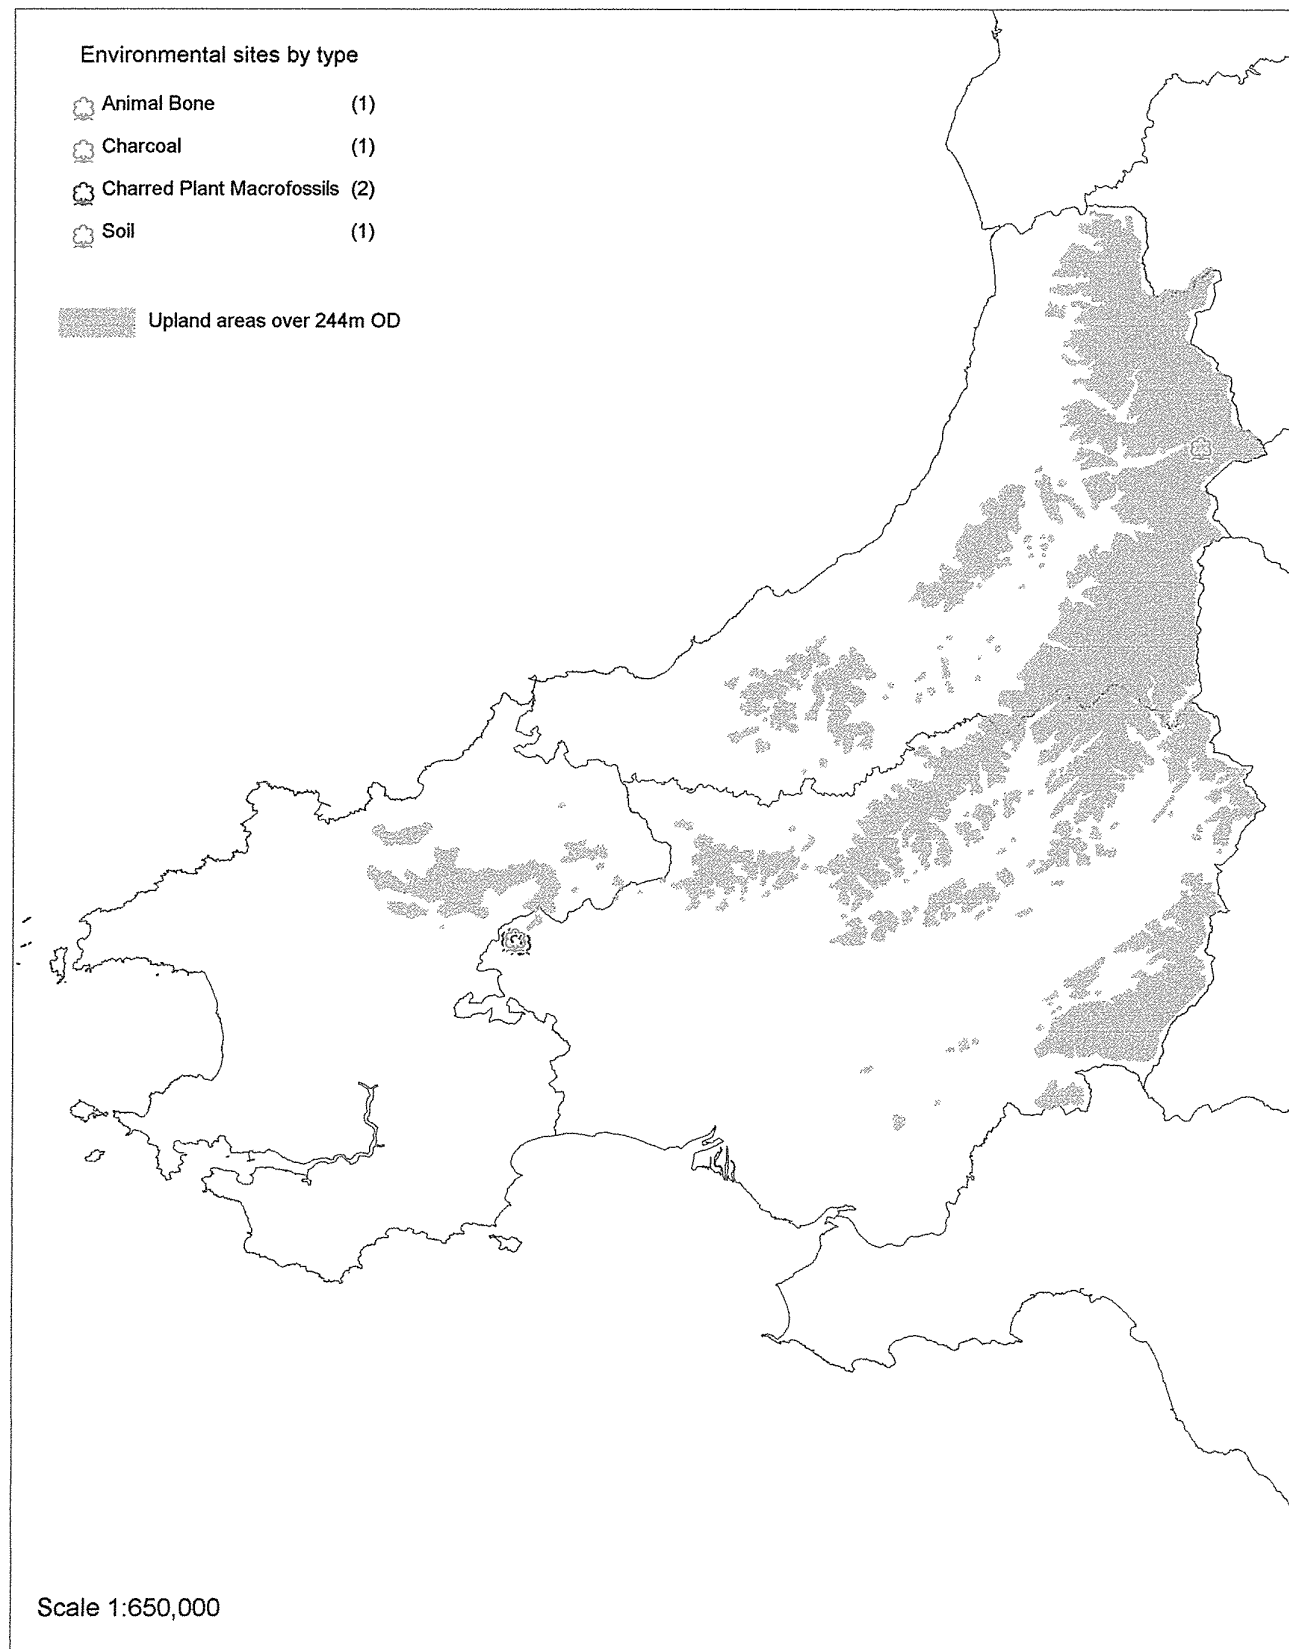 Environmental sites by type
Animal Bone (1)
Charcoal (1)
Charred Plant Macrofossils (2)
Soil (1)
Upland areas over 244m OD
Scale 1:650,000